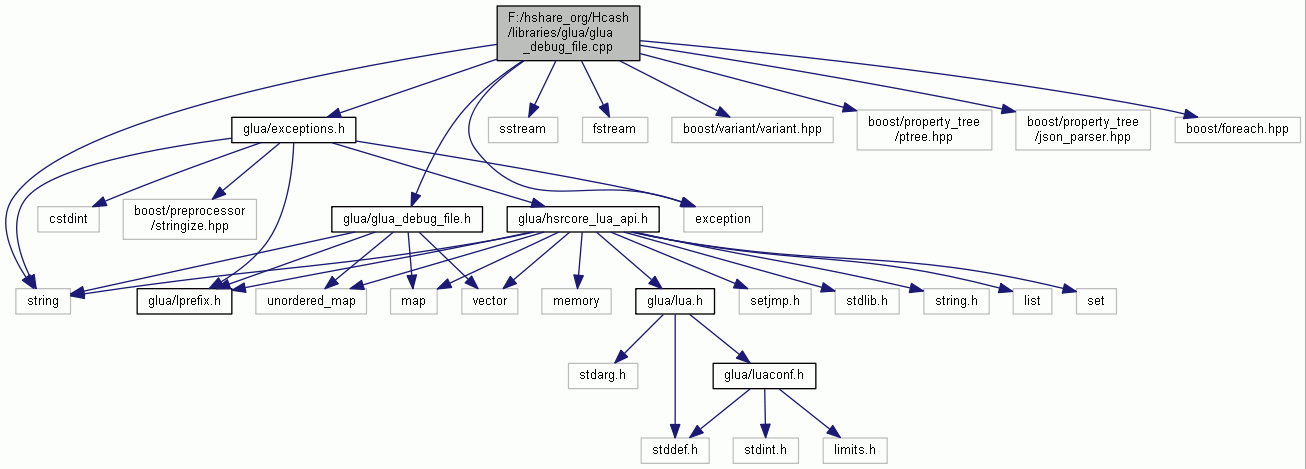 F:/hshare_org/Hcash
/libraries/glua/glua
_debug_file.cpp
glua/exceptions.h
sstream
fstream
boost/variant/variant.hpp
boost/property_tree
/ptree.hpp
boost/property_tree
/json_parser.hpp
boost/foreach.hpp
cstdint
boost/preprocessor
/stringize.hpp
glua/glua_debug_file.h
glua/hsrcore_lua_api.h
exception
string
glua/lprefix.h
unordered_map
map
vector
memory
glua/lua.h
setjmp.h
stdlib.h
string.h
list
set
stdarg.h
glua/luaconf.h
stddef.h
stdint.h
limits.h